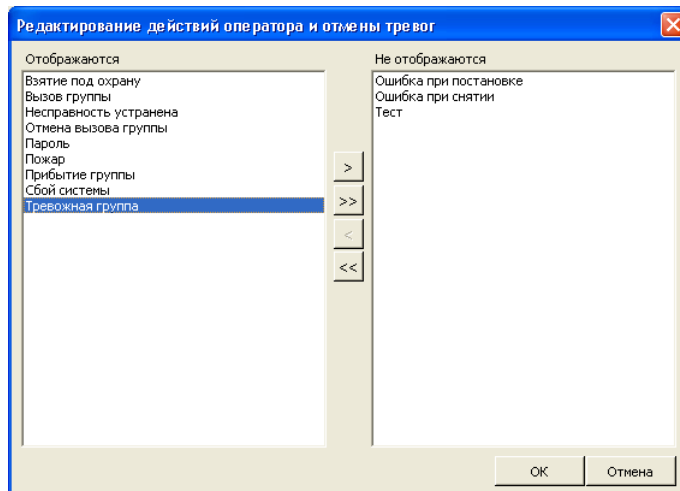 Редактирование действий оператора и отмены тревог
Отображаются
Не отображаются
Взятие под охрану
Вызов группы
Несправность устранена
Отмена вызова группы
Пароль
Пожар
Прибытие группы
Сбой системы
Тревожная группа
Ошибка при постановке
Ошибка при снятии
Тест
>
>>
<
<<
OK
Отмена